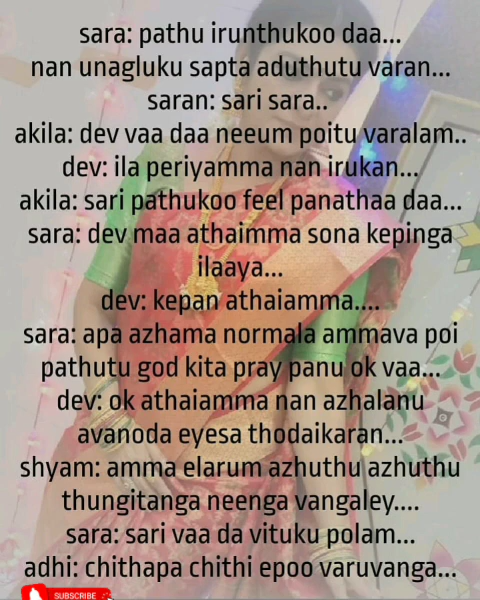 sara: pathu irunthukoo daa...
nan unagluku sapta aduthutu varan...
saran: sari sara..
akila: dev vaa daa neeum poitu varalam..
dev: ila periyamma nan irukan...
akila: sari pathukoo feel panathaa daa...
sara: dev maa athaimma sona kepinga
ilaaya...
dev: kepan athaiamma....
sara: apa azhama normala ammava poi
pathutu god kita pray panu ok vaa...
dev: ok athaiamma nan azhalanu
avanoda eyesa thodaikaran...
shyam: amma elarum azhuthu azhuthu
thungitanga neenga vangaley....
sara: sari vaa da vituku polam...
adhi: chithapa chithi epoo varuvanga...
SUBSCRIBE